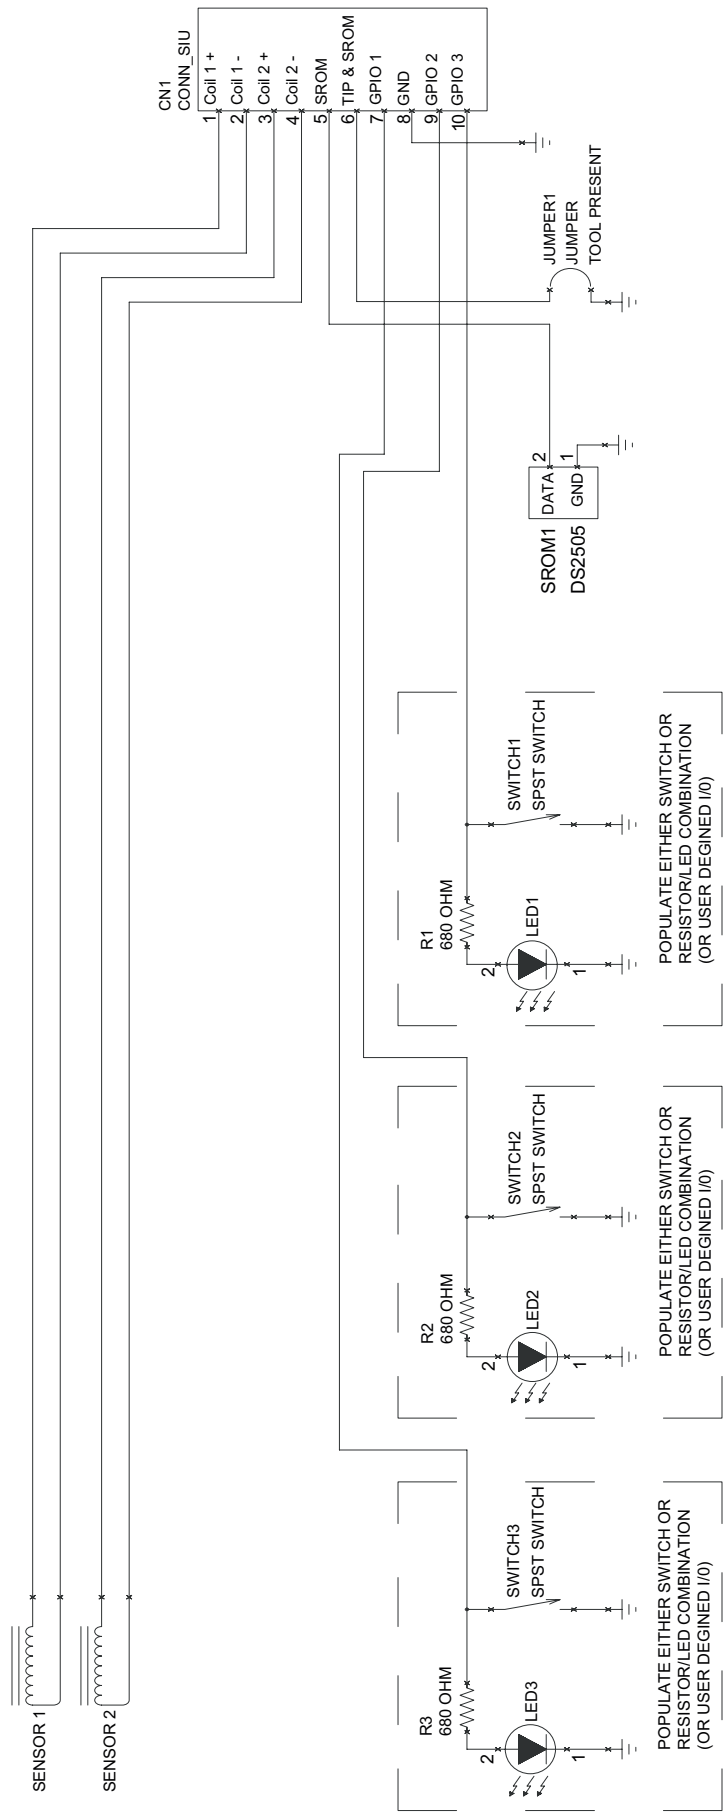 CN1
CONN_SIU
Coil 1 +
Coil 1 -
Coil 2 +
Coil 2 -
SROM
TIP & SROM
GPIO 1
GND
GPIO 2
GPIO 3
1
2
3
4
5
6
7
8
9
10
JUMPER1
JUMPER
TOOL PRESENT
DATA
GND
2
1
SROM1
DS2505
SWITCH1
SPST SWITCH
R1
680 OHM
LED1
2
1
POPULATE EITHER SWITCH OR
RESISTOR/LED COMBINATION
(OR USER DEGINED I/0)
SWITCH2
SPST SWITCH
R2
680 OHM
LED2
2
1
POPULATE EITHER SWITCH OR
RESISTOR/LED COMBINATION
(OR USER DEGINED I/0)
SWITCH3
SPST SWITCH
R3
680 OHM
LED3
2
1
POPULATE EITHER SWITCH OR
RESISTOR/LED COMBINATION
(OR USER DEGINED I/0)
SENSOR 1
SENSOR 2